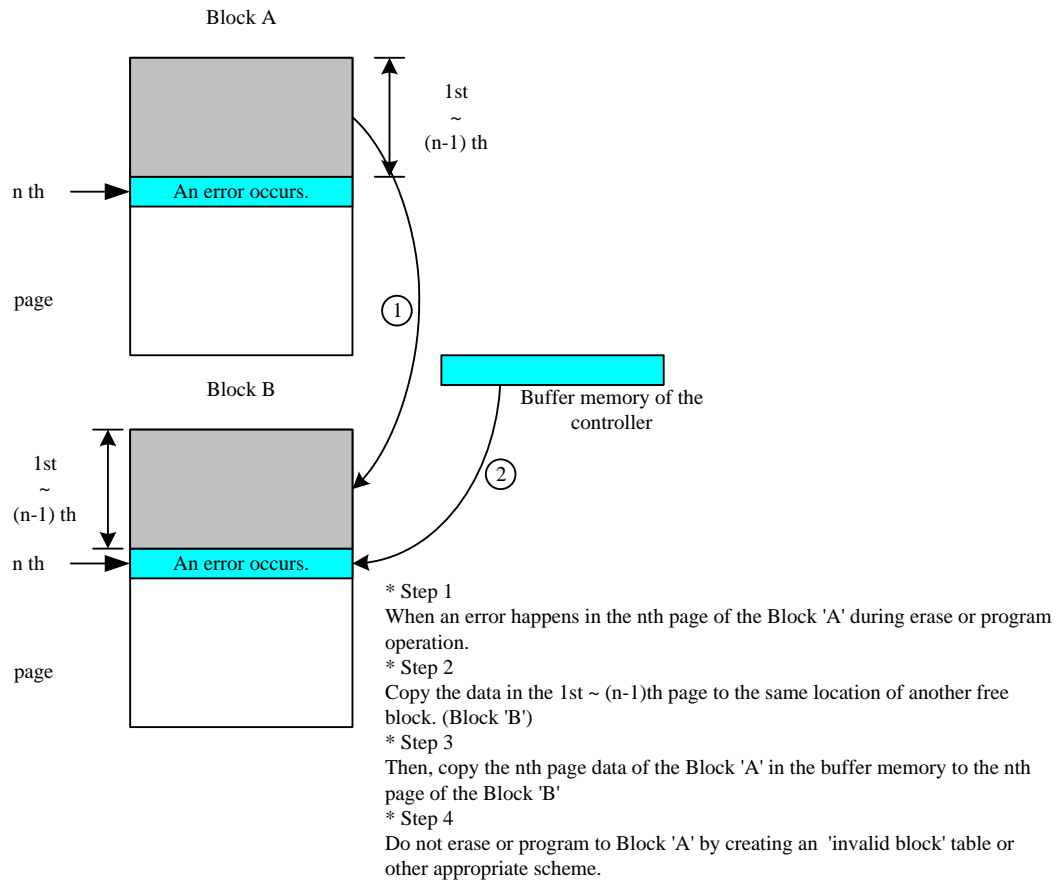 Block A
1st
~
(n-1) th
n th
An error occurs.
page
1
Block B
Buffer memory of the
controller
1st
~
(n-1) th
2
n th
An error occurs.
page
* Step 1
When an error happens in the nth page of the Block 'A' during erase or program
operation.
* Step 2
Copy the data in the 1st ~ (n-1)th page to the same location of another free
block. (Block 'B')
* Step 3
Then, copy the nth page data of the Block 'A' in the buffer memory to the nth
page of the Block 'B'
* Step 4
Do not erase or program to Block 'A' by creating an 'invalid block' table or
other appropriate scheme.